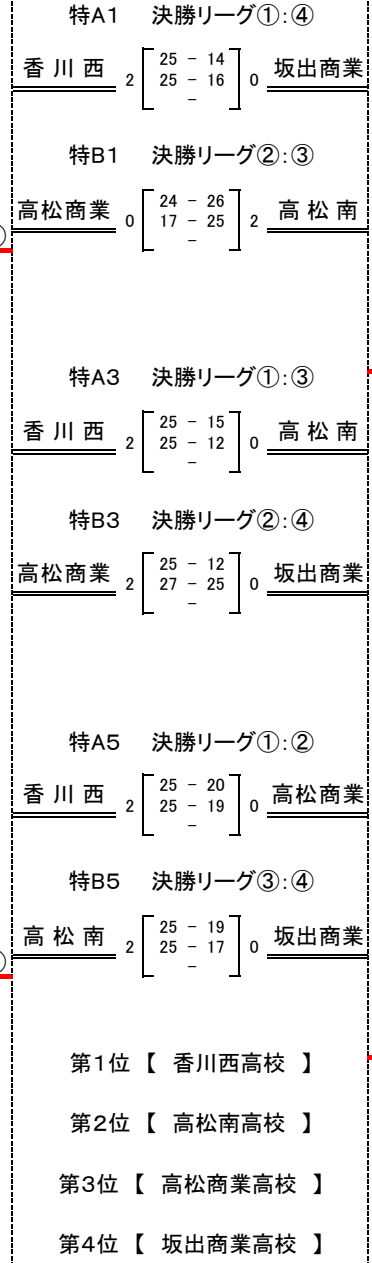 特A1 決勝リーグ①:④
25 - 14
香川西 2 25 - 16 0 坂出商業
-
特B1 決勝リーグ②:③
24 - 26
高松商業 0 17 - 25 2 高松南
-
特A3 決勝リーグ①:③
25 - 15
香川西 2 25 - 12 0 高松南
-
特B3 決勝リーグ②:④
25 - 12
高松商業 2 27 - 25 0 坂出商業
-
特A5 決勝リーグ①:②
25 - 20
香川西 2 25 - 19 0 高松商業
-
特B5 決勝リーグ③:④
25 - 19
高松南 2 25 - 17 0 坂出商業
-
第1位【 香川西高校 】
第2位【 高松南高校 】
第3位【 高松商業高校 】
第4位【 坂出商業高校 】